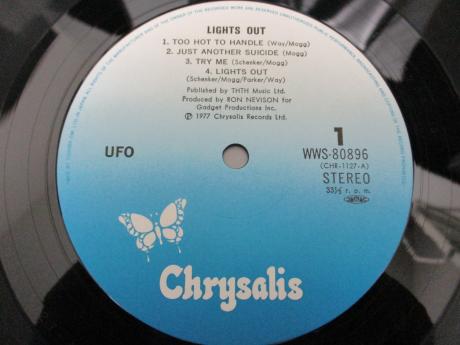 LIGHTS OUT
1. TOO HOT TO HANDLE (Way/Mogg)
2. JUST ANOTHER SUICIDE (Mogg)
3. TRY ME (Schenker/Mogg)
4. LIGHTS OUT
(Schenker/Mogg/Parker/Way)
Published by THTH Music Ltd.
Produced by RON NEVISON for
Gadget Productions Inc.
℗ 1977 Chrysalis Records Ltd.
UFO
1
WWS-80896
(CHR-1127-A)
STEREO
33⅓ r. p. m.
Chrysalis